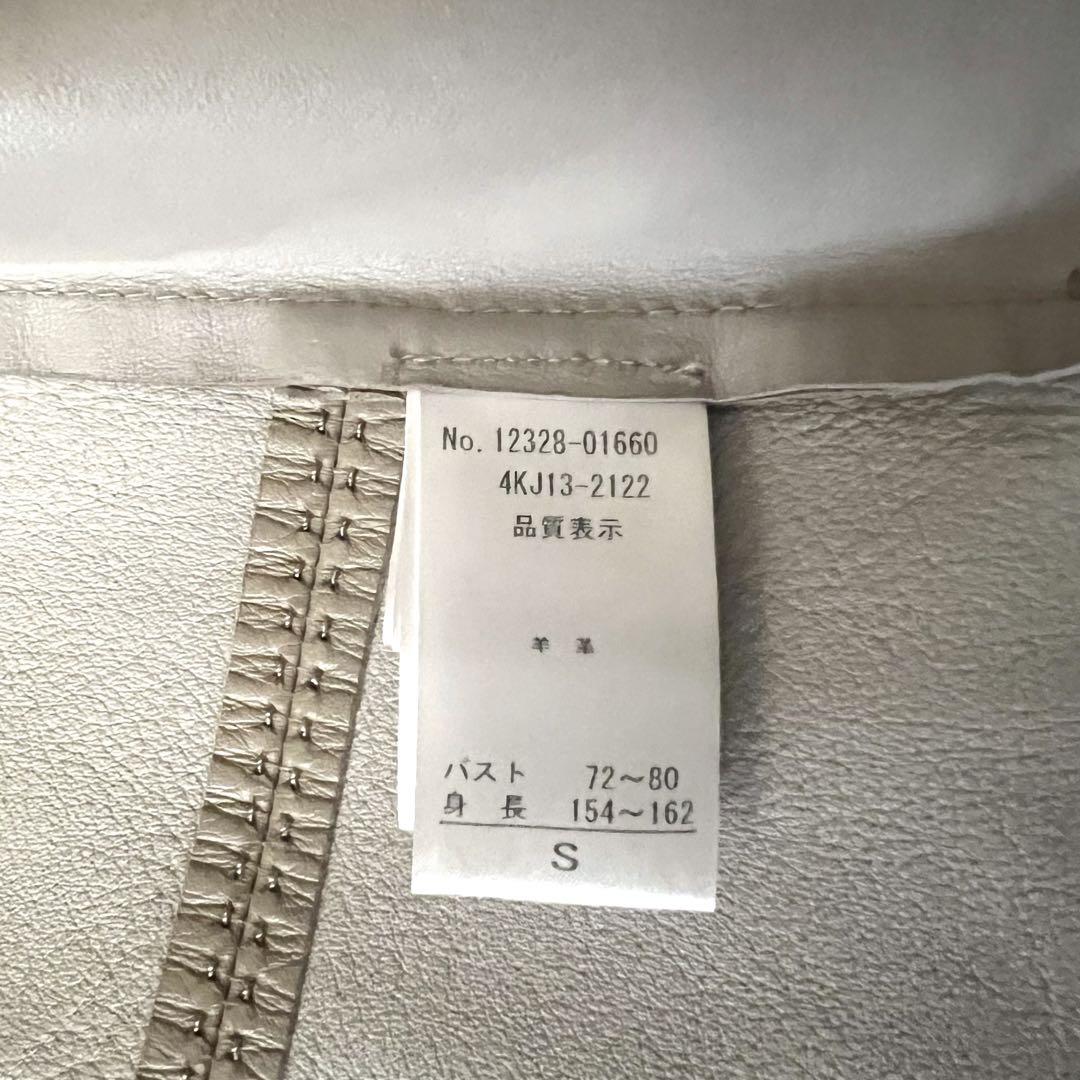 No. 12328-01660
4KJ13-2122
品質表示
羊 革
バスト 72～80
身 長 154～162
S